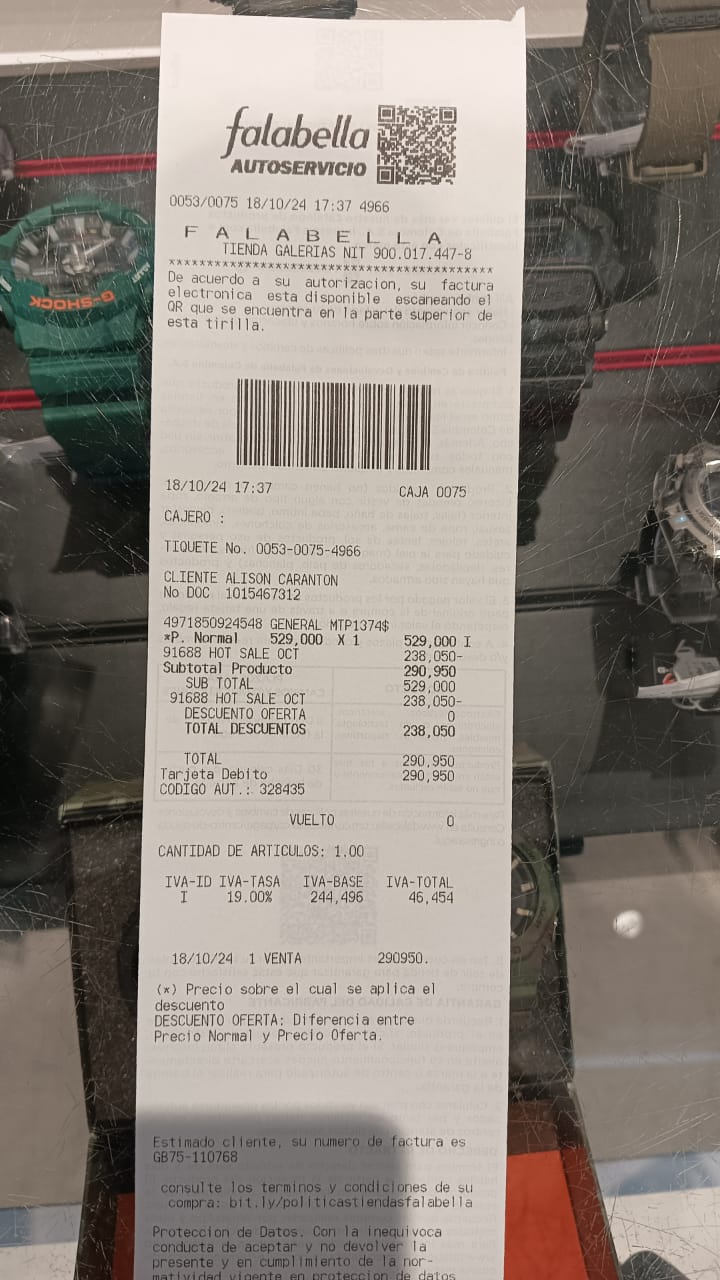 falabella
AUTOSERVICIO
0053/0075 18/10/24 17:37 4966
F A L A B E L L A
TIENDA GALERIAS NIT 900.017.447-8
************************************************
De acuerdo a su autorizacion, su factura
electronica esta disponible escaneando el
QR que se encuentra en la parte superior de
esta tirilla.
18/10/24 17:37 CAJA 0075
CAJERO :
TIQUETE No. 0053-0075-4966
CLIENTE ALISON CARANTON
No DOC 1015467312
4971850924548 GENERAL MTP1374$
*P. Normal 529,000 X 1 529,000 I
91688 HOT SALE OCT 238,050-
Subtotal Producto 290,950
SUB TOTAL 529,000
91688 HOT SALE OCT 238,050-
DESCUENTO OFERTA 0
TOTAL DESCUENTOS 238,050
TOTAL 290,950
Tarjeta Debito 290,950
CODIGO AUT.: 328435
VUELTO 0
CANTIDAD DE ARTICULOS: 1.00
IVA-ID IVA-TASA IVA-BASE IVA-TOTAL
I 19.00% 244,496 46,454
18/10/24 1 VENTA 290950.
(*) Precio sobre el cual se aplica el
descuento
DESCUENTO OFERTA: Diferencia entre
Precio Normal y Precio Oferta.
Estimado cliente, su numero de factura es
GB75-110768
consulte los terminos y condiciones de su
compra: bit.ly/politicastiendasfalabella
Proteccion de Datos. Con la inequivoca
conducta de aceptar y no devolver la
presente y en cumplimiento de la nor-
matividad vigente en proteccion de datos
G-SHOCK
G-SHOCK